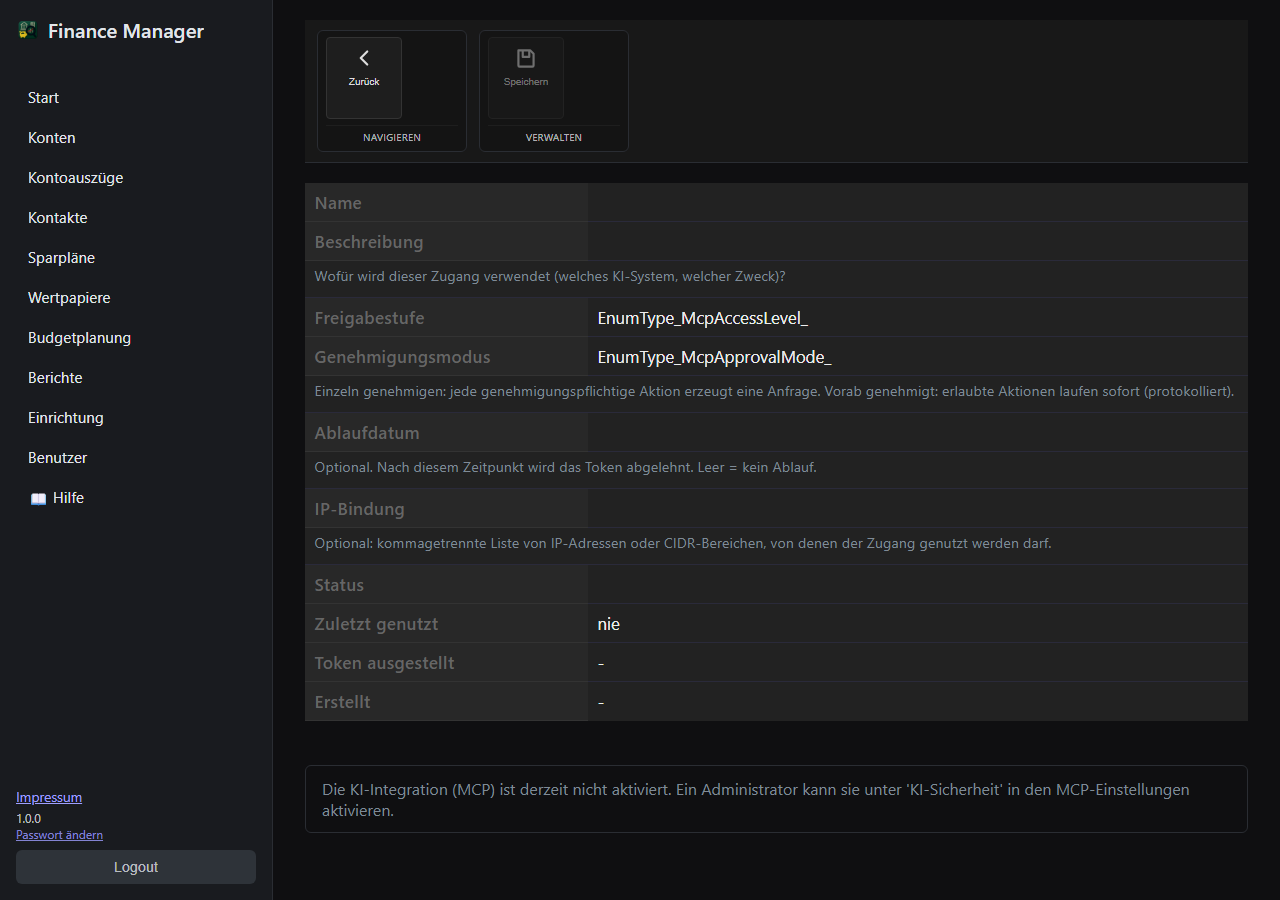 Finance Manager
Start
Konten
Kontoauszüge
Kontakte
Sparpläne
Wertpapiere
Budgetplanung
Berichte
Einrichtung
Benutzer
Hilfe
Impressum
1.0.0
Passwort ändern
Logout
Zurück
NAVIGIEREN
Speichern
VERWALTEN
Name
Beschreibung
Wofür wird dieser Zugang verwendet (welches KI-System, welcher Zweck)?
Freigabestufe EnumType_McpAccessLevel_
Genehmigungsmodus EnumType_McpApprovalMode_
Einzeln genehmigen: jede genehmigungspflichtige Aktion erzeugt eine Anfrage. Vorab genehmigt: erlaubte Aktionen laufen sofort (protokolliert).
Ablaufdatum
Optional. Nach diesem Zeitpunkt wird das Token abgelehnt. Leer = kein Ablauf.
IP-Bindung
Optional: kommagetrennte Liste von IP-Adressen oder CIDR-Bereichen, von denen der Zugang genutzt werden darf.
Status
Zuletzt genutzt nie
Token ausgestellt -
Erstellt -
Die KI-Integration (MCP) ist derzeit nicht aktiviert. Ein Administrator kann sie unter 'KI-Sicherheit' in den MCP-Einstellungen
aktivieren.